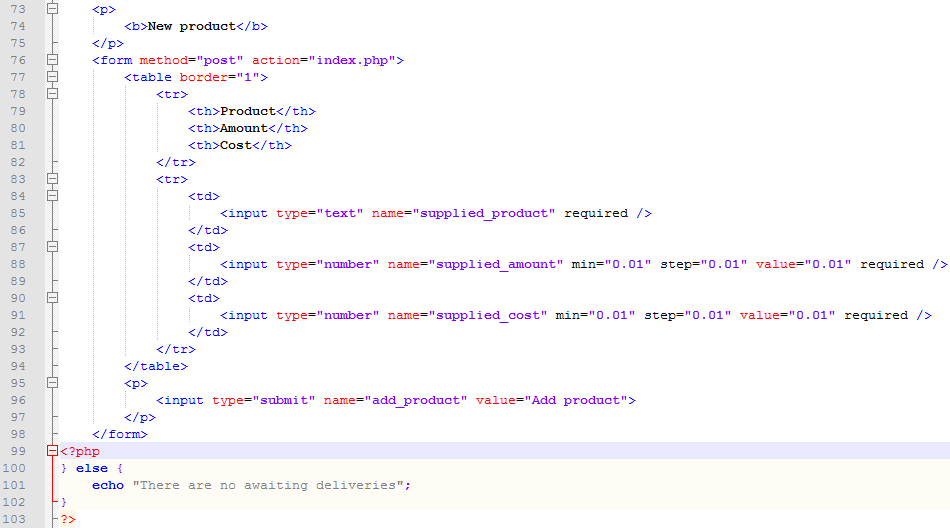 73 <p>
74 <b>New product</b>
75 </p>
76 <form method="post" action="index.php">
77 <table border="1">
78 <tr>
79 <th>Product</th>
80 <th>Amount</th>
81 <th>Cost</th>
82 </tr>
83 <tr>
84 <td>
85 <input type="text" name="supplied_product" required />
86 </td>
87 <td>
88 <input type="number" name="supplied_amount" min="0.01" step="0.01" value="0.01" required />
89 </td>
90 <td>
91 <input type="number" name="supplied_cost" min="0.01" step="0.01" value="0.01" required />
92 </td>
93 </tr>
94 </table>
95 <p>
96 <input type="submit" name="add_product" value="Add product">
97 </p>
98 </form>
99 <?php
100 } else {
101 echo "There are no awaiting deliveries";
102 }
103 ?>